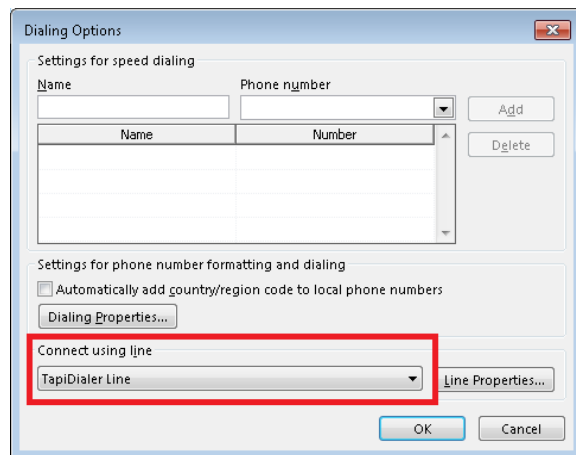 Dialing Options
Settings for speed dialing
Name Phone number
Add
Name Number
Delete
Settings for phone number formatting and dialing
Automatically add country/region code to local phone numbers
Dialing Properties...
Connect using line
TapiDialer Line Line Properties...
OK Cancel